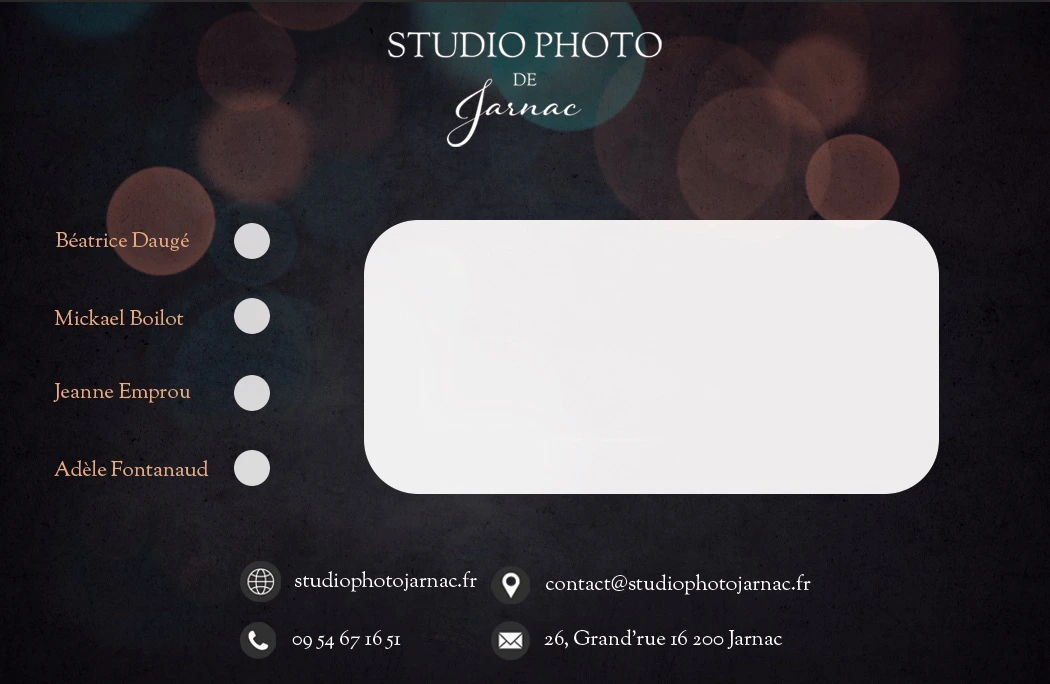 STUDIO PHOTO
DE
Jarnac
Béatrice Daugé
Mickael Boilot
Jeanne Emprou
Adèle Fontanaud
studiophotojarnac.fr
contact@studiophotojarnac.fr
09 54 67 16 51
26, Grand'rue 16 200 Jarnac